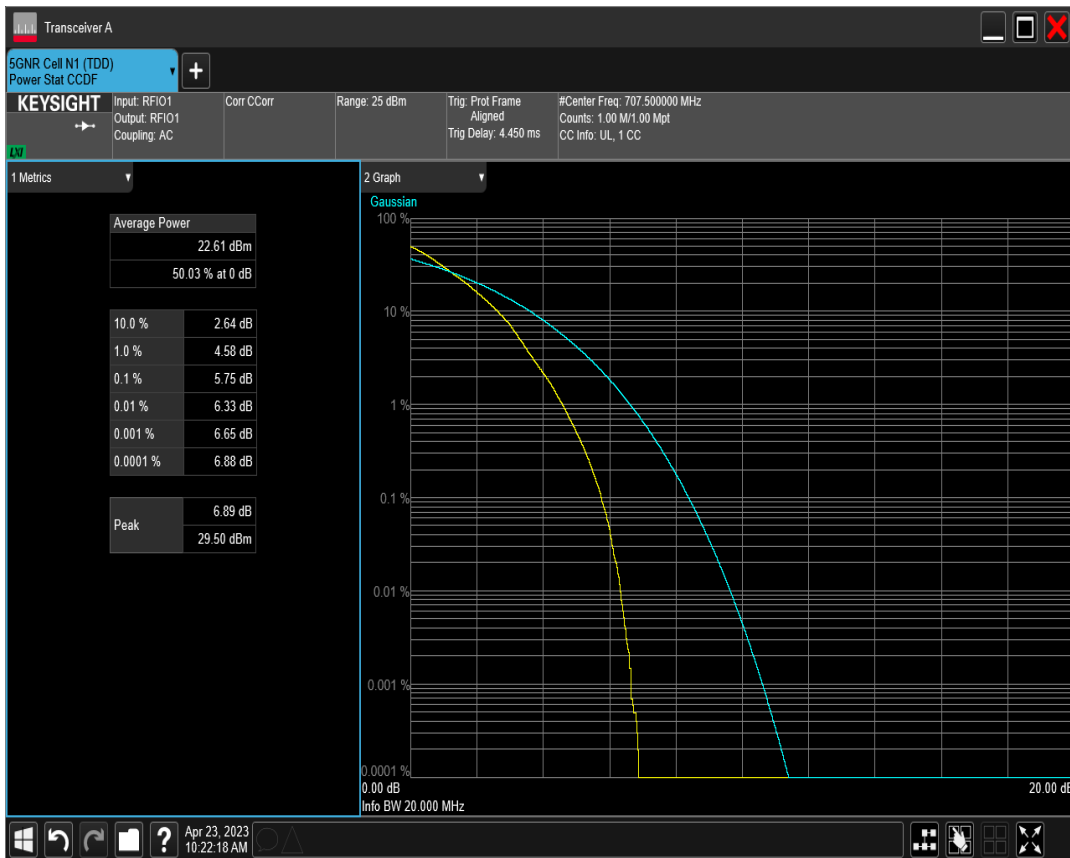 Transceiver A
5GNR Cell N1 (TDD)
Power Stat CCDF
KEYSIGHT
LXI
Input: RFIO1
Output: RFIO1
Coupling: AC
Corr CCorr
Range: 25 dBm
Trig: Prot Frame
Aligned
Trig Delay: 4.450 ms
#Center Freq: 707.500000 MHz
Counts: 1.00 M/1.00 Mpt
CC Info: UL, 1 CC
1 Metrics
Average Power
22.61 dBm
50.03 % at 0 dB
10.0 % 2.64 dB
1.0 % 4.58 dB
0.1 % 5.75 dB
0.01 % 6.33 dB
0.001 % 6.65 dB
0.0001 % 6.88 dB
Peak 6.89 dB
29.50 dBm
2 Graph
Gaussian
100 %
10 %
1 %
0.1 %
0.01 %
0.001 %
0.0001 %
0.00 dB 20.00 dB
Info BW 20.000 MHz
?
Apr 23, 2023
10:22:18 AM